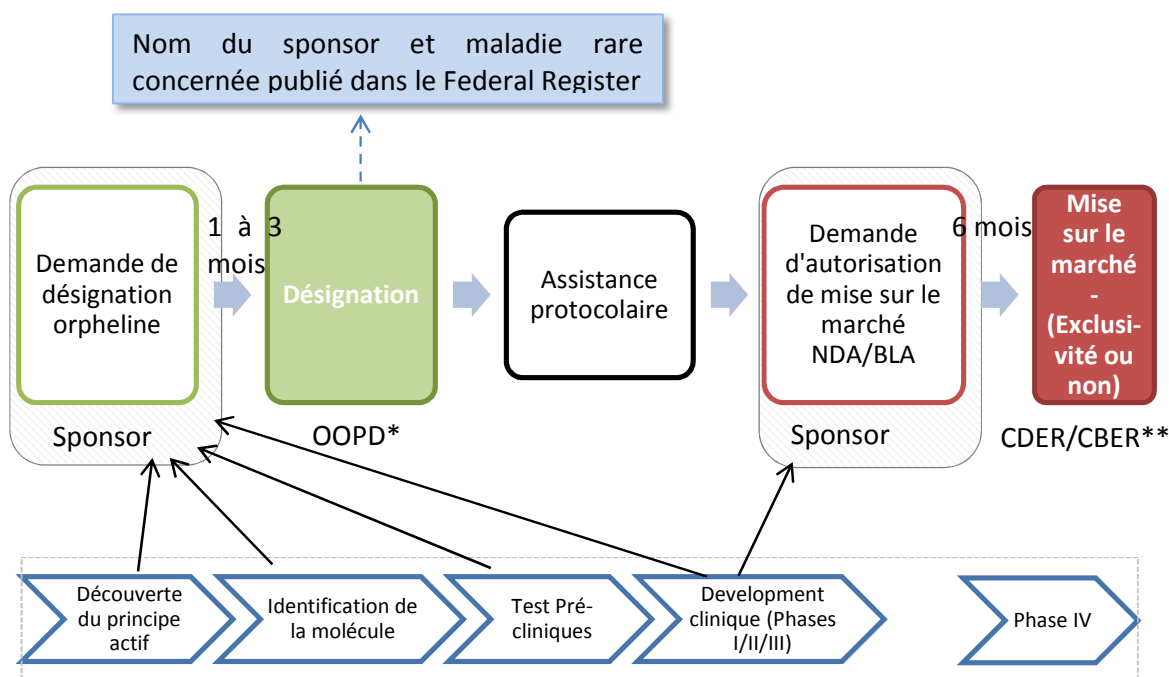 Nom du sponsor et maladie rare
concernée publié dans le Federal Register
1 à 3
mois
6 mois
Demande de
désignation
orpheline
Désignation
Assistance
protocolaire
Demande
d'autorisation
de mise sur le
marché
NDA/BLA
Mise
sur le
marché
-
(Exclusi-
vité ou
non)
Sponsor
OOPD*
Sponsor
CDER/CBER**
Découverte
du principe
actif
Identification de
la molécule
Test Pré-
cliniques
Development
clinique (Phases
I/II/III)
Phase IV